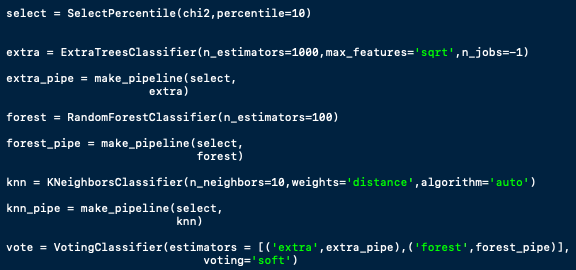 select = SelectPercentile(chi2,percentile=10)
extra = ExtraTreesClassifier(n_estimators=1000,max_features='sqrt',n_jobs=-1)
extra_pipe = make_pipeline(select,
extra)
forest = RandomForestClassifier(n_estimators=100)
forest_pipe = make_pipeline(select,
forest)
knn = KNeighborsClassifier(n_neighbors=10,weights='distance',algorithm='auto')
knn_pipe = make_pipeline(select,
knn)
vote = VotingClassifier(estimators = [('extra',extra_pipe),('forest',forest_pipe)],
voting='soft')